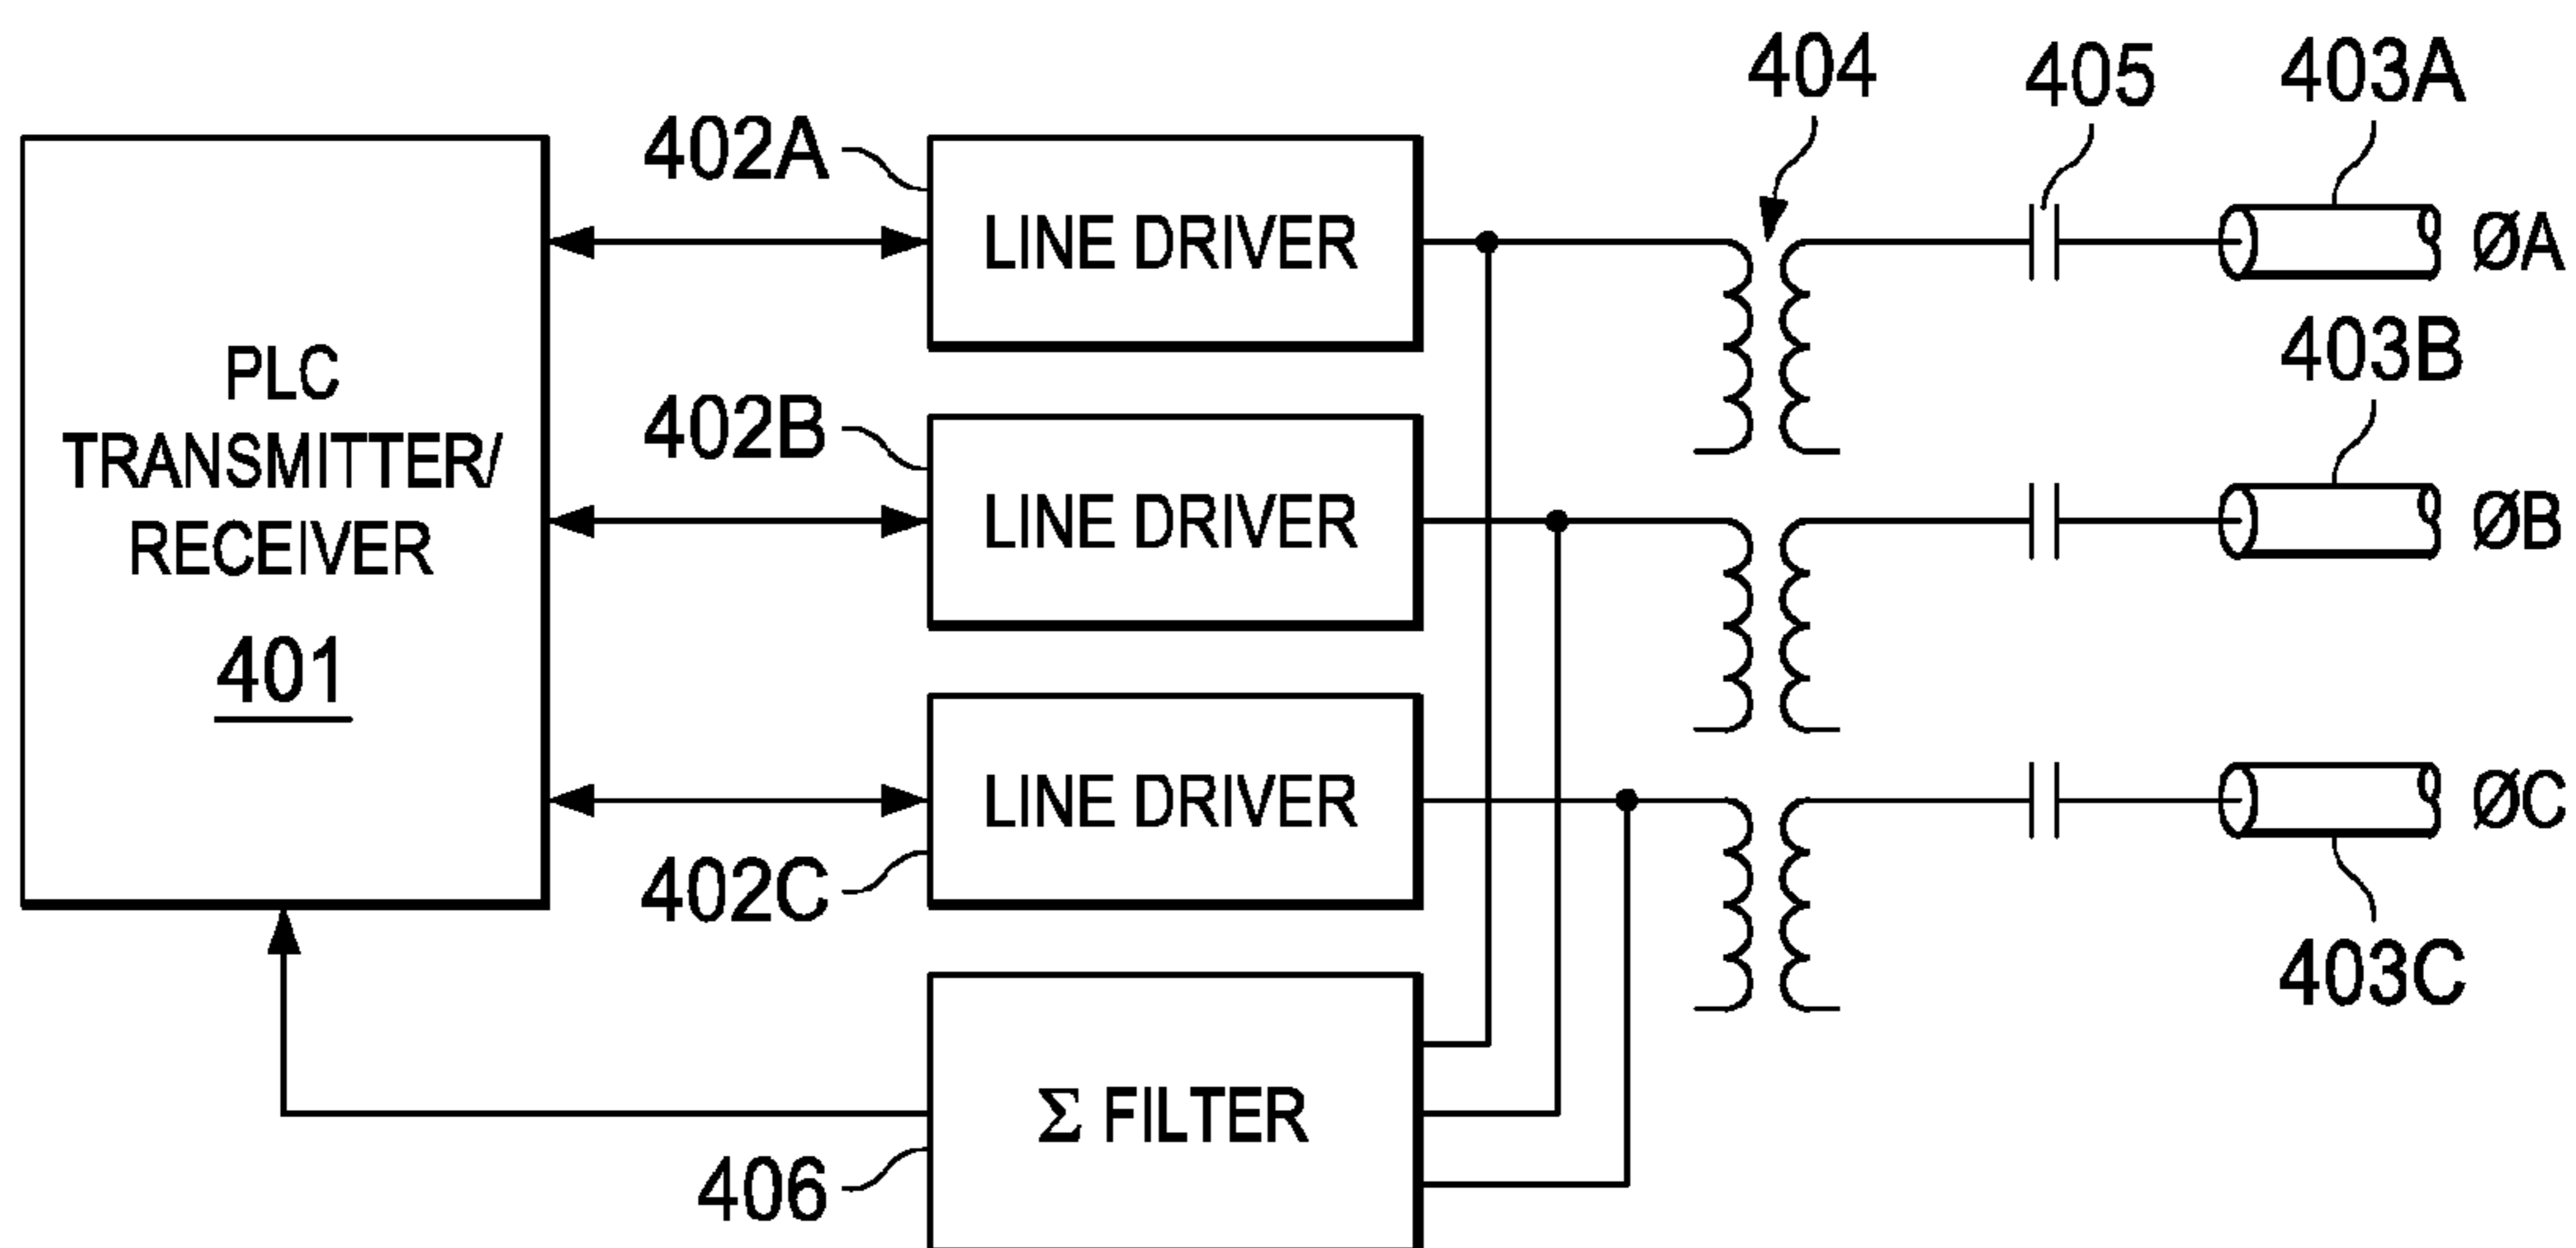 404
405
403A
402A
LINE DRIVER
ØA
403B
PLC
TRANSMITTER/
RECEIVER
401
402B
LINE DRIVER
ØB
LINE DRIVER
ØC
402C
403C
Σ FILTER
406